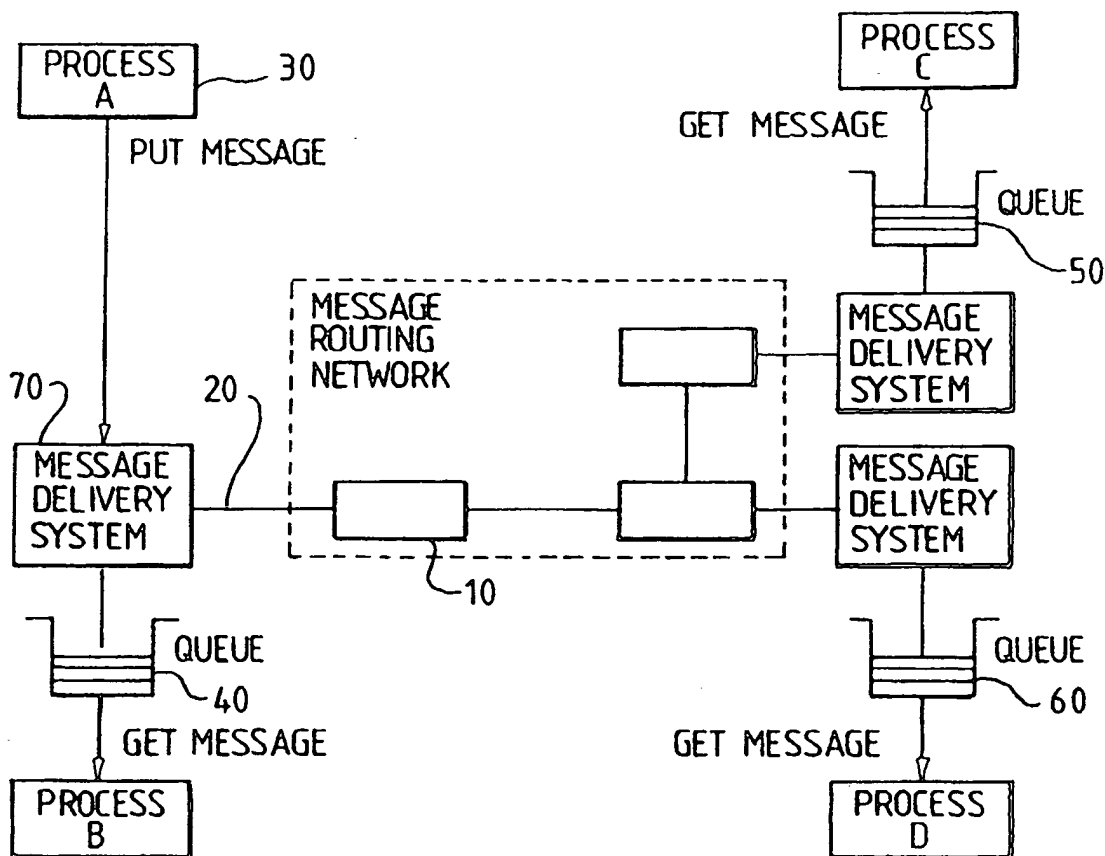 PROCESS
A
30
PUT MESSAGE
PROCESS
C
GET MESSAGE
QUEUE
50
MESSAGE
ROUTING
NETWORK
MESSAGE
DELIVERY
SYSTEM
70
20
MESSAGE
DELIVERY
SYSTEM
10
MESSAGE
DELIVERY
SYSTEM
QUEUE
40
GET MESSAGE
PROCESS
B
QUEUE
60
GET MESSAGE
PROCESS
D